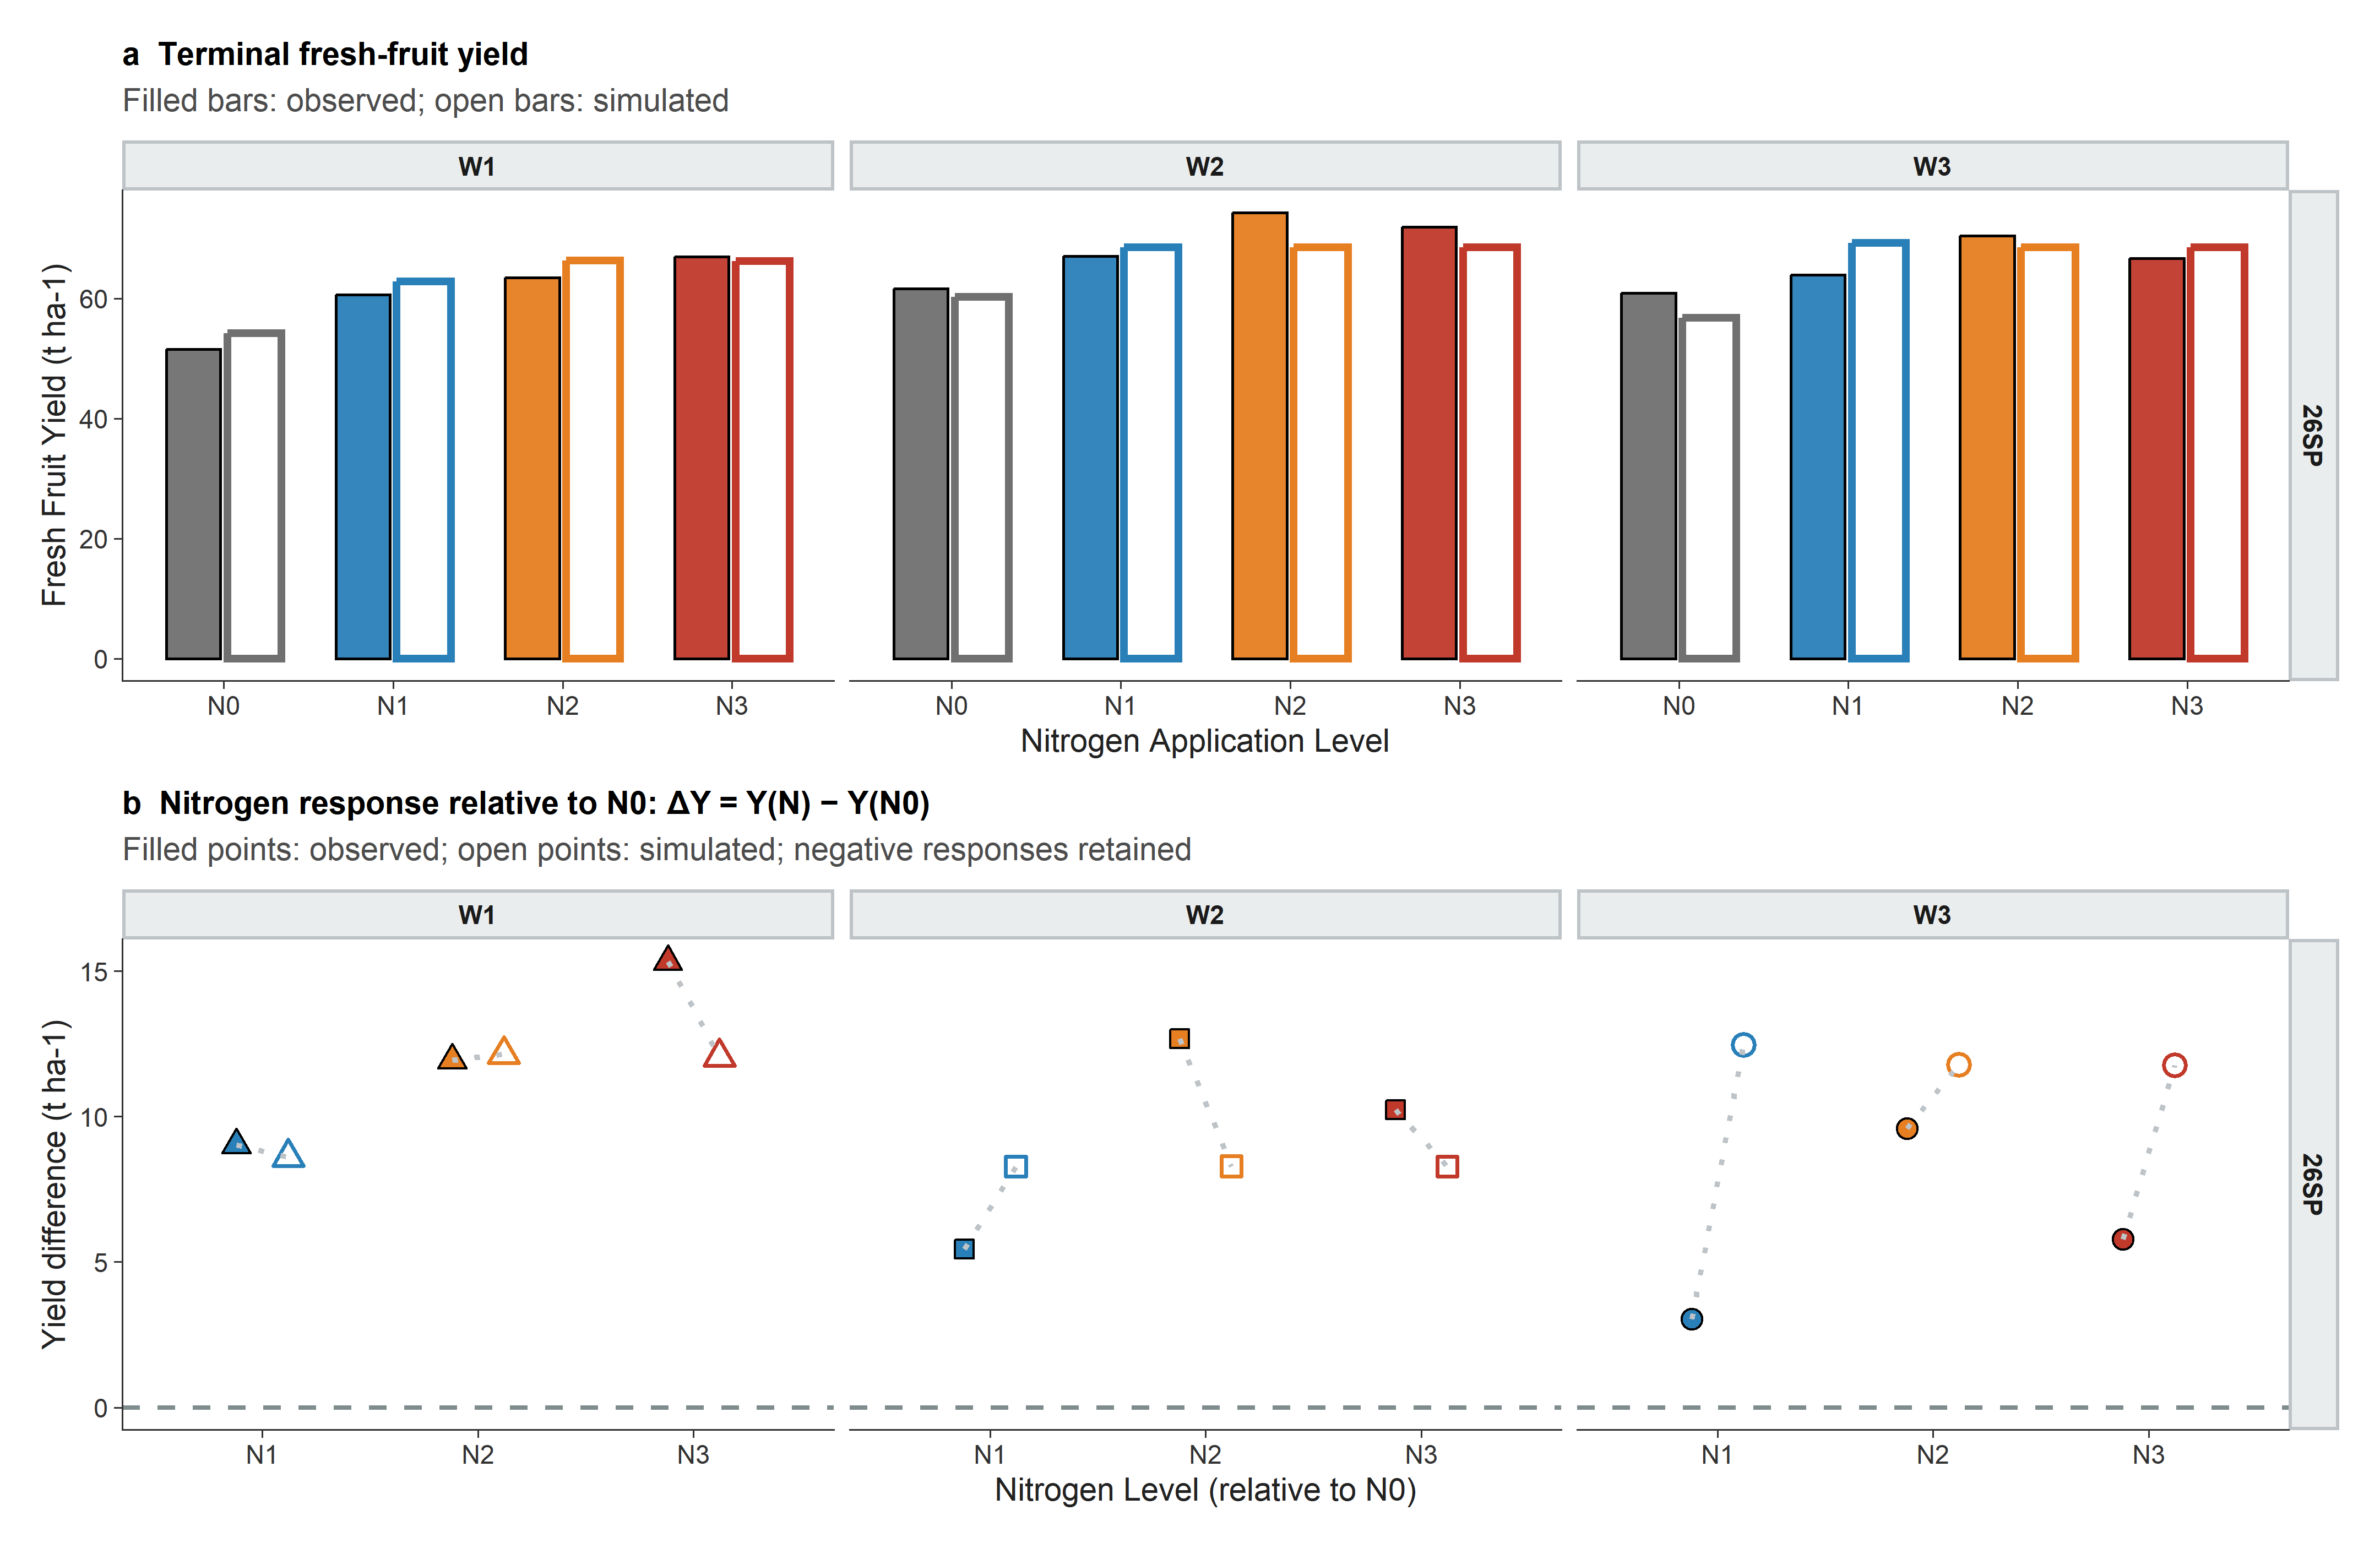 a  Terminal fresh-fruit yield
Filled bars: observed; open bars: simulated
W1 W2 W3
Fresh Fruit Yield (t ha-1)
60
40
20
0
26SP
N0 N1 N2 N3 N0 N1 N2 N3 N0 N1 N2 N3
Nitrogen Application Level
b  Nitrogen response relative to N0: ΔY = Y(N) − Y(N0)
Filled points: observed; open points: simulated; negative responses retained
W1 W2 W3
Yield difference (t ha-1)
15
10
5
0
26SP
N1 N2 N3 N1 N2 N3 N1 N2 N3
Nitrogen Level (relative to N0)